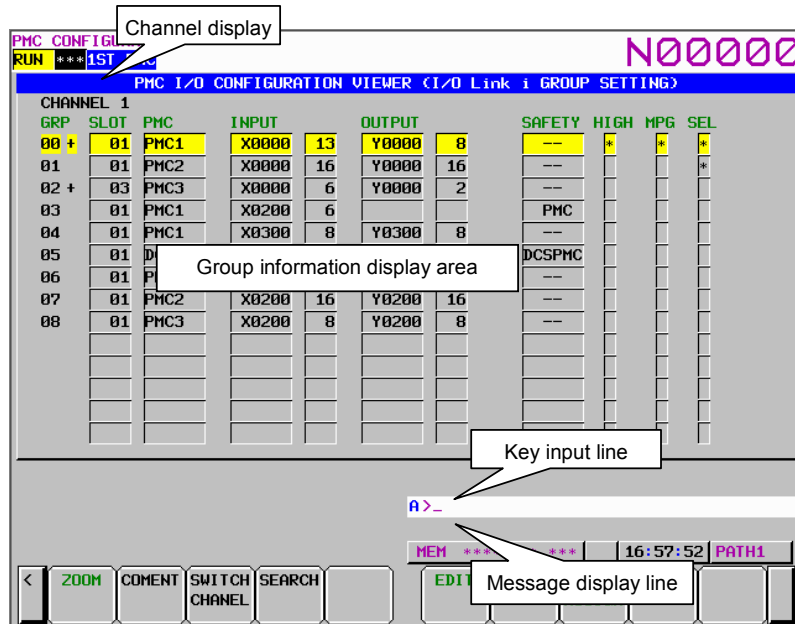 Channel display
PMC CONFIGURA
N00000
RUN ***1ST PMC
PMC I/O CONFIGURATION VIEWER (I/O Link i GROUP SETTING)
CHANNEL 1
GRP SLOT PMC INPUT OUTPUT SAFETY HIGH MPG SEL
00 + 01 PMC1 X0000 13 Y0000 8 -- * * *
01 01 PMC2 X0000 16 Y0000 16 -- *
02 + 03 PMC3 X0000 6 Y0000 2 --
03 01 PMC1 X0200 6 PMC
04 01 PMC1 X0300 8 Y0300 8 --
05 01 D DCSPMC
Group information display area
06 01 P --
07 01 PMC2 X0200 16 Y0200 16 --
08 01 PMC3 X0200 8 Y0200 8 --
Key input line
A>_
MEM *** *** 16:57:52 PATH1
< ZOOM COMENT SWITCH CHANEL SEARCH EDIT
Message display line